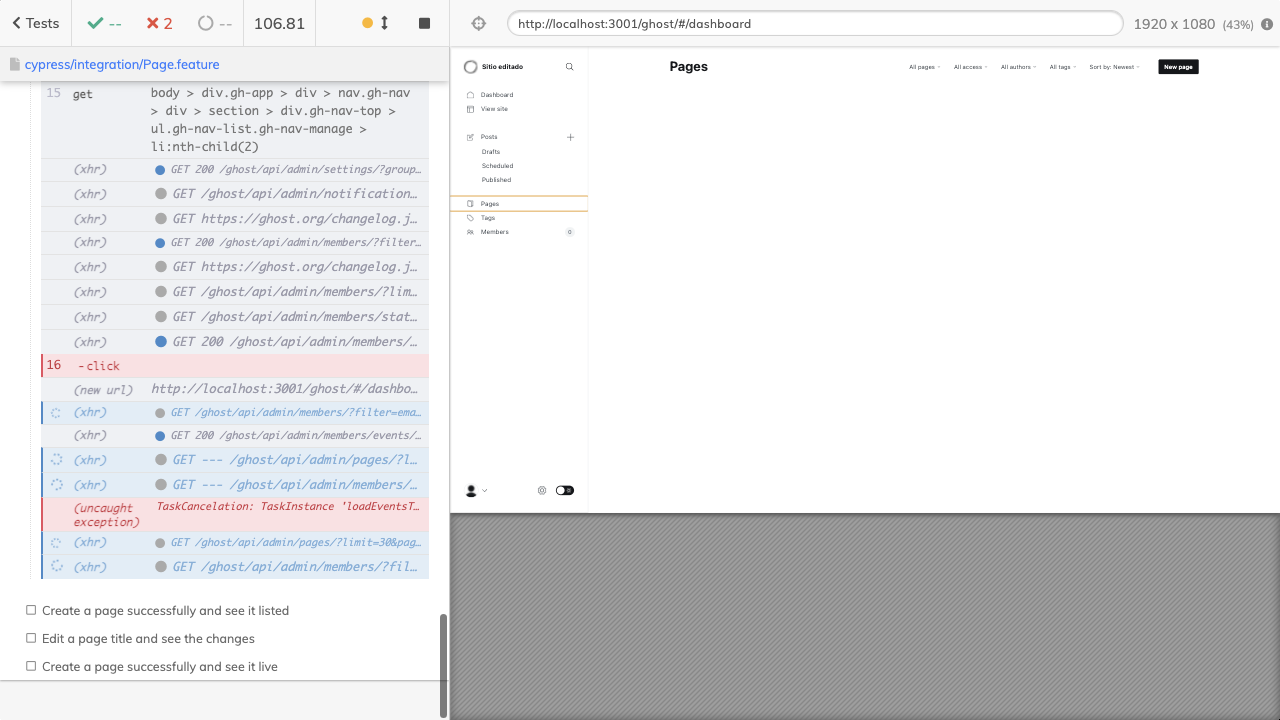 Tests
--
2
--
106.81
http://localhost:3001/ghost/#/dashboard
1920 x 1080 (43%)
cypress/integration/Page.feature
15 get body > div.gh-app > div > nav.gh-nav
> div > section > div.gh-nav-top >
ul.gh-nav-list.gh-nav-manage >
li:nth-child(2)
(xhr) GET 200 /ghost/api/admin/settings/?group…
(xhr) GET /ghost/api/admin/notification…
(xhr) GET https://ghost.org/changelog.j…
(xhr) GET 200 /ghost/api/admin/members/?filter…
(xhr) GET https://ghost.org/changelog.j…
(xhr) GET /ghost/api/admin/members/?lim…
(xhr) GET /ghost/api/admin/members/stat…
(xhr) GET 200 /ghost/api/admin/members/…
16 -click
(new url) http://localhost:3001/ghost/#/dashbo…
(xhr) GET /ghost/api/admin/members/?filter=ema…
(xhr) GET 200 /ghost/api/admin/members/events/…
(xhr) GET --- /ghost/api/admin/pages/?l…
(xhr) GET --- /ghost/api/admin/members/…
(uncaught exception) TaskCancelation: TaskInstance 'loadEventsT…
(xhr) GET /ghost/api/admin/pages/?limit=30&pag…
(xhr) GET /ghost/api/admin/members/?fil…
Create a page successfully and see it listed
Edit a page title and see the changes
Create a page successfully and see it live
Sitio editado
Dashboard
View site
Posts
Drafts
Scheduled
Published
Pages
Tags
Members 0
Pages
All pages
All access
All authors
All tags
Sort by: Newest
New page